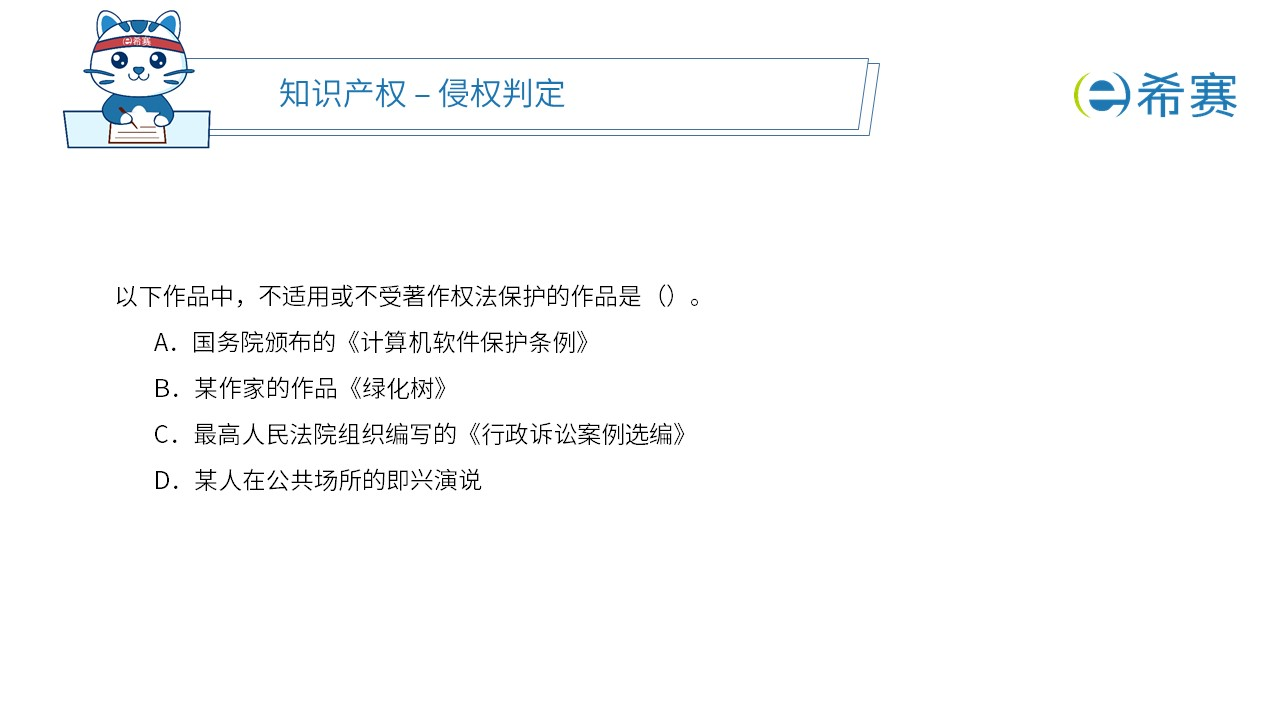 希赛
知识产权 – 侵权判定
希赛
以下作品中，不适用或不受著作权法保护的作品是（）。
A．国务院颁布的《计算机软件保护条例》
B．某作家的作品《绿化树》
C．最高人民法院组织编写的《行政诉讼案例选编》
D．某人在公共场所的即兴演说